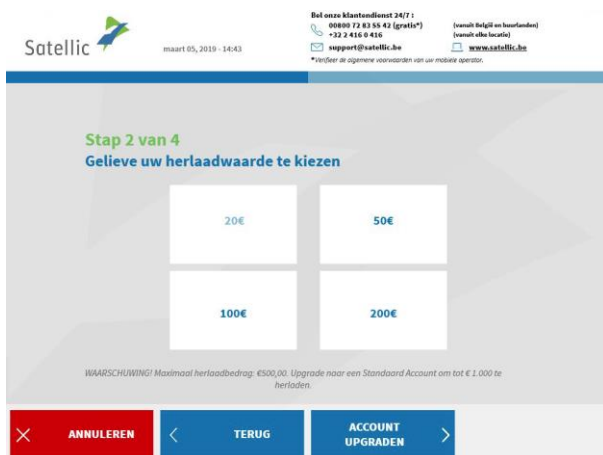 Satellic
maart 05, 2019 - 14:43
Bel onze klantendienst 24/7 :
00800 72 83 55 42 (gratis*) (vanuit België en buurlanden)
+32 2 416 0 416 (vanuit elke locatie)
support@satellic.be www.satellic.be
*Verifieer de algemene voorwaarden van uw mobiele operator.
Stap 2 van 4
Gelieve uw herlaadwaarde te kiezen
20€ 50€
100€ 200€
WAARSCHUWING! Maximaal herlaadbedrag: €500,00. Upgrade naar een Standaard Account om tot € 1.000 te
herladen.
ANNULEREN TERUG ACCOUNT
UPGRADEN